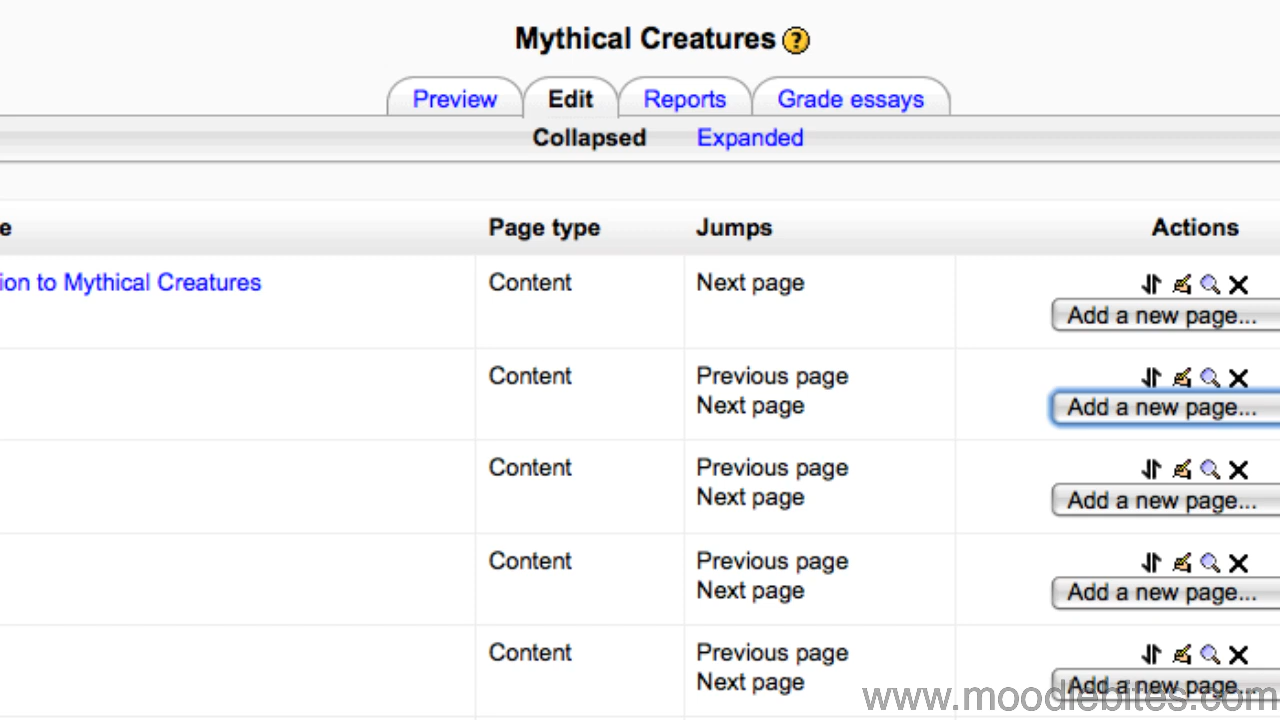 Mythical Creatures ?
Preview Edit Reports Grade essays
Collapsed Expanded
e Page type Jumps Actions
ion to Mythical Creatures Content Next page
Add a new page...
Content Previous page
Next page Add a new page...
Content Previous page
Next page Add a new page...
Content Previous page
Next page Add a new page...
Content Previous page
Next page Add a new page...
www.moodlebites.com